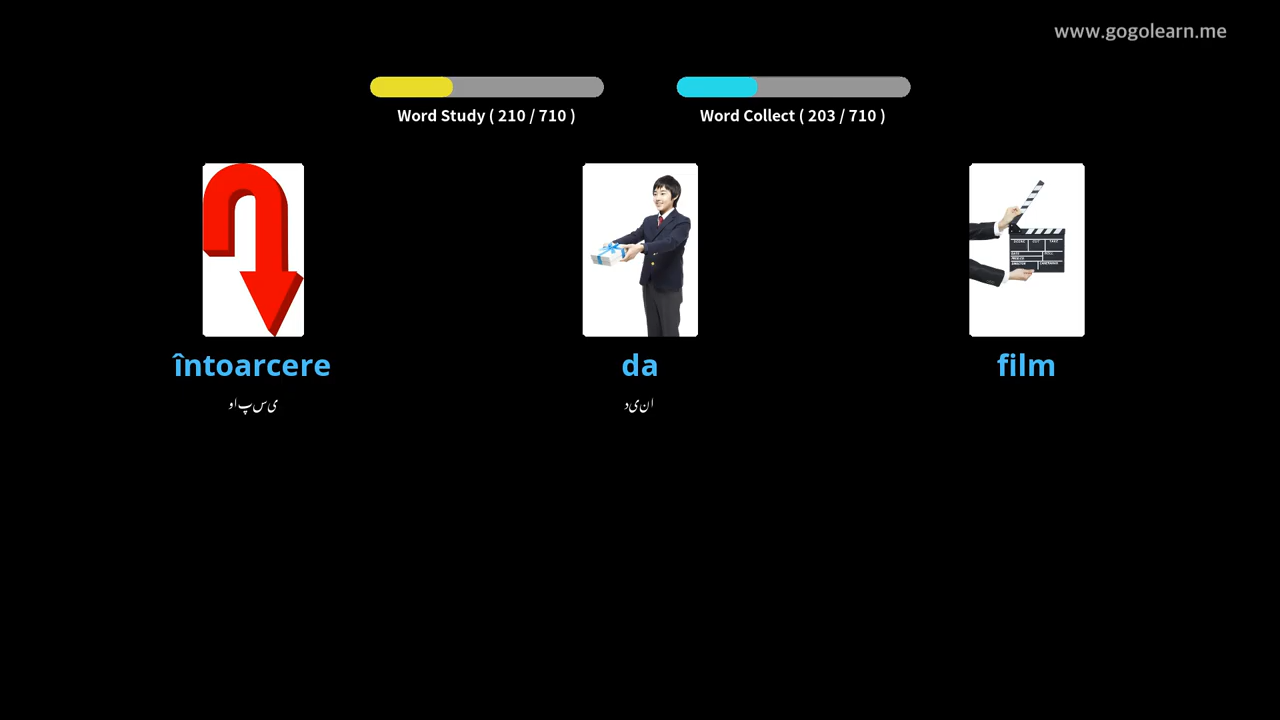 www.gogolearn.me
Word Study ( 210 / 710 )
Word Collect ( 203 / 710 )
întoarcere
da
film
یسپاو
انید